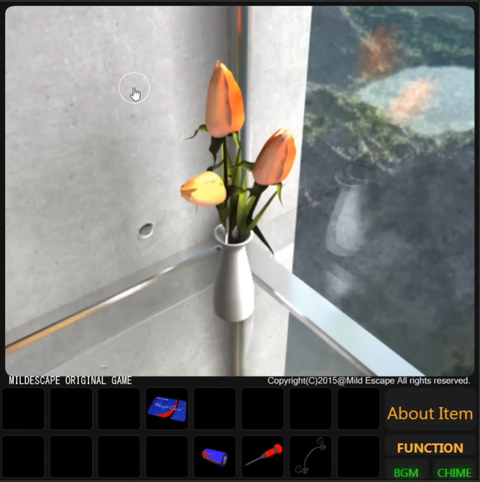 MILDESCAPE ORIGINAL GAME
Copyright(C)2015@Mild Escape All rights reserved.
About Item
FUNCTION
BGM
CHIME